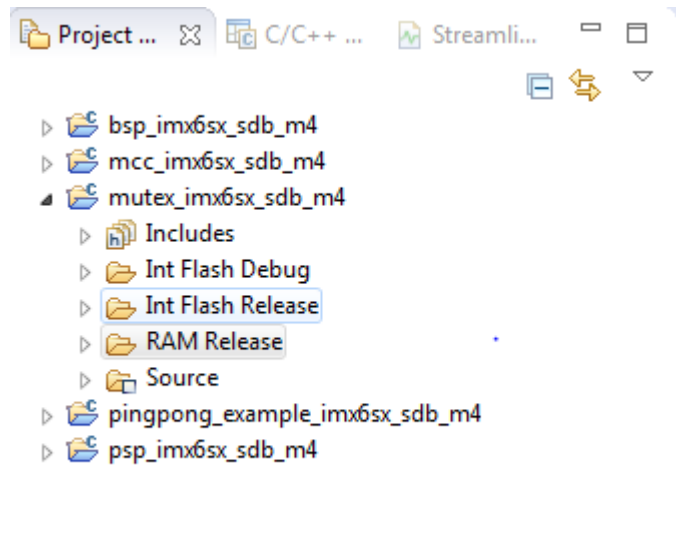 Project ... C/C++ ... Streamli...
bsp_imx6sx_sdb_m4
mcc_imx6sx_sdb_m4
mutex_imx6sx_sdb_m4
Includes
Int Flash Debug
Int Flash Release
RAM Release
Source
pingpong_example_imx6sx_sdb_m4
psp_imx6sx_sdb_m4